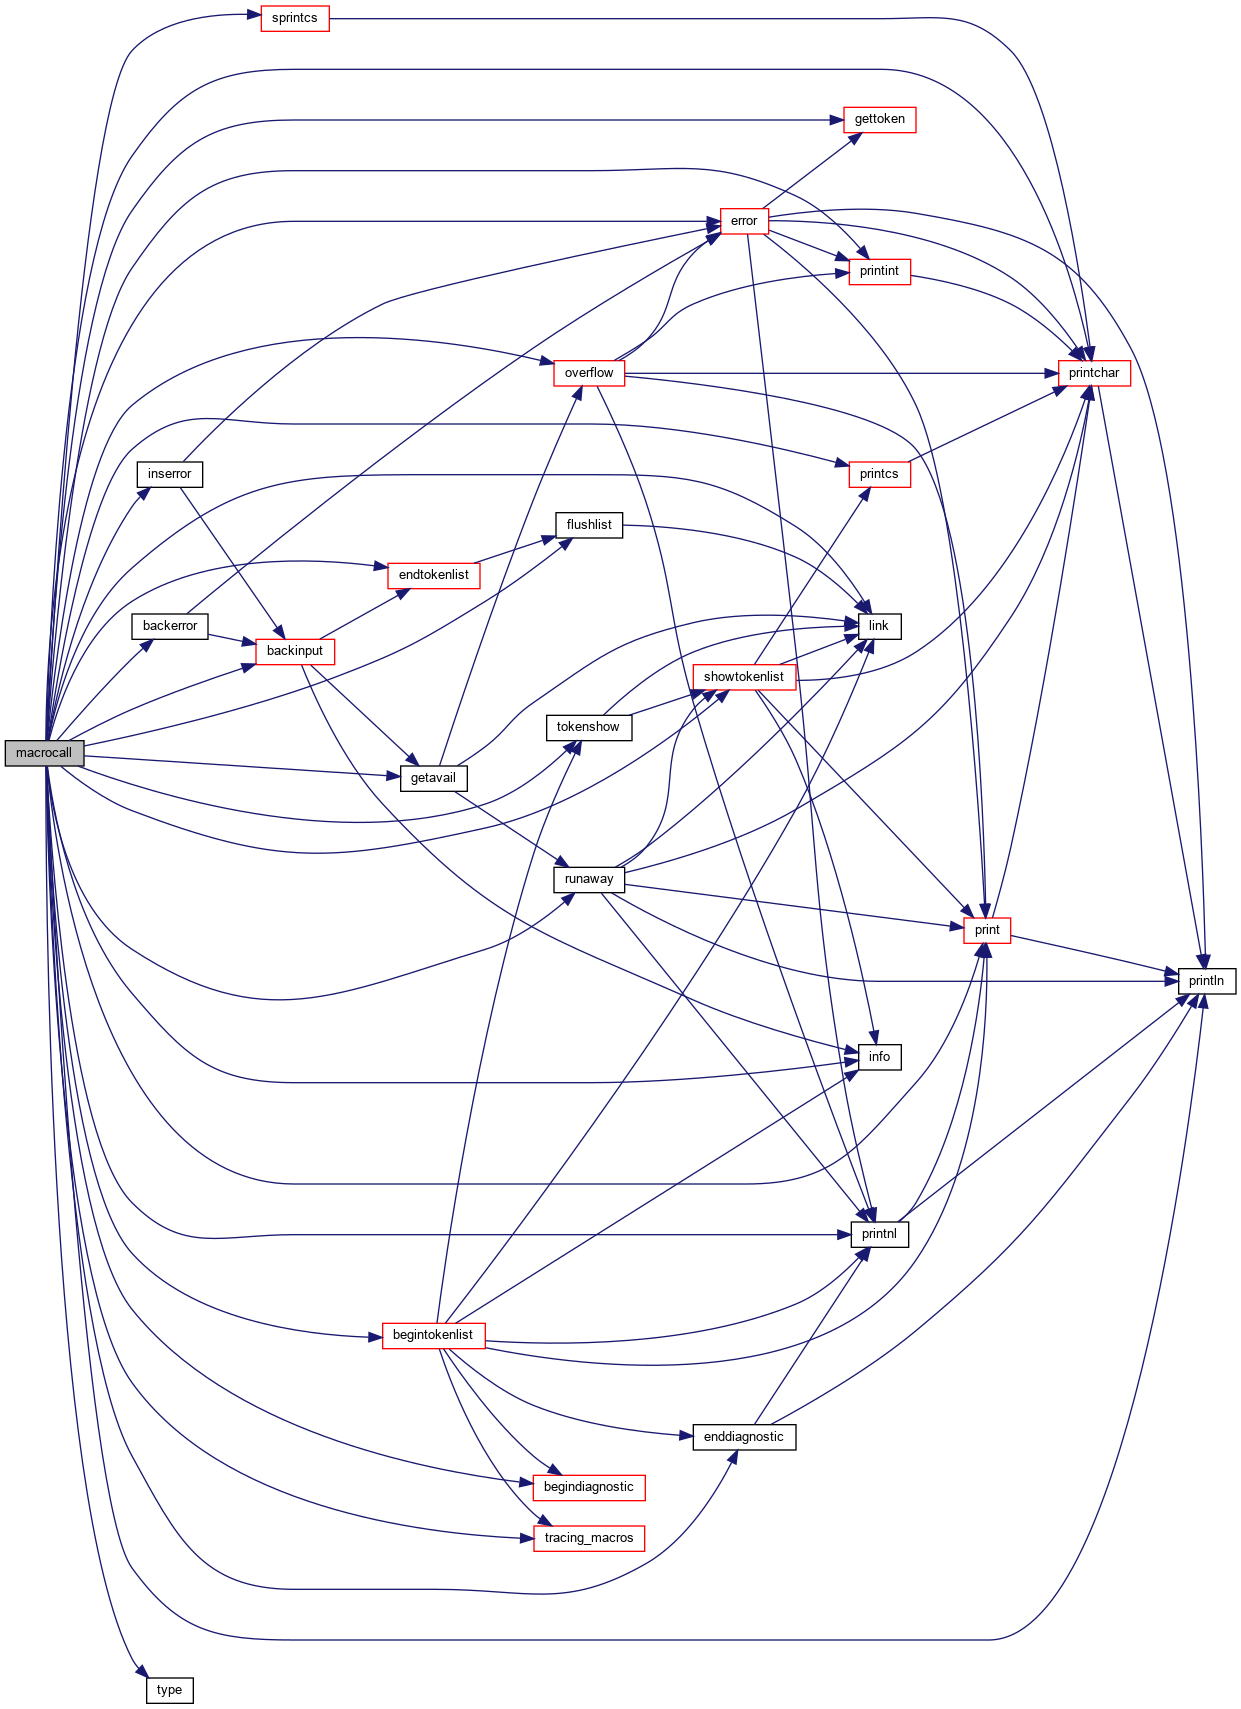 sprintcs
gettoken
error
printint
overflow
printchar
inserror
printcs
flushlist
endtokenlist
backerror
link
backinput
showtokenlist
tokenshow
macrocall
getavail
runaway
print
println
info
printnl
begintokenlist
enddiagnostic
begindiagnostic
tracing_macros
type